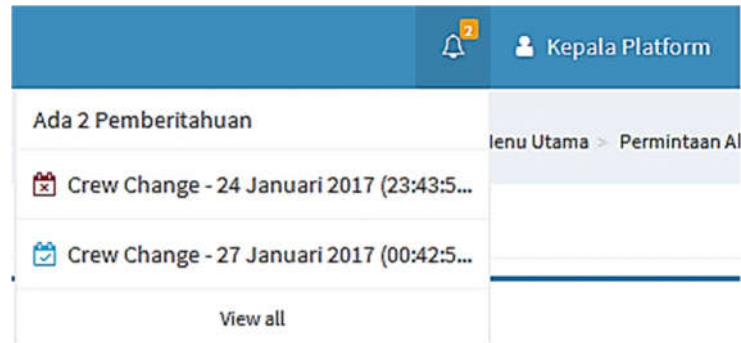 2
Kepala Platform
Ada 2 Pemberitahuan
lenu Utama > Permintaan Al
Crew Change - 24 Januari 2017 (23:43:5...
Crew Change - 27 Januari 2017 (00:42:5...
View all